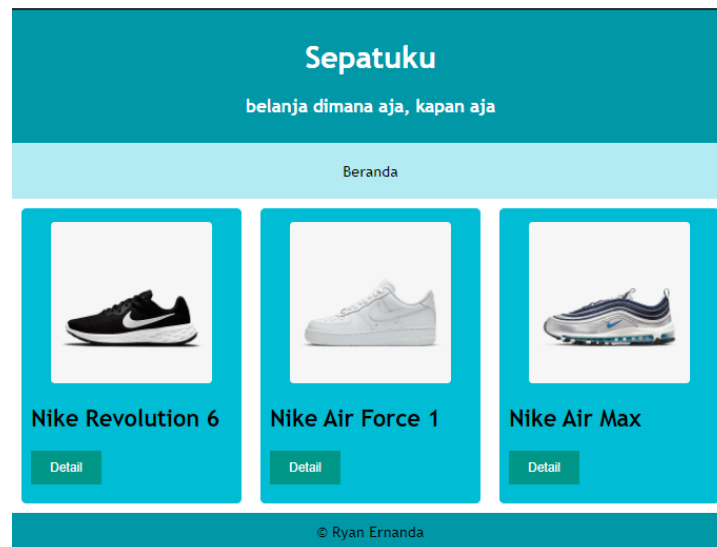 Sepatuku
belanja dimana aja, kapan aja
Beranda
Nike Revolution 6
Nike Air Force 1
Nike Air Max
Detail
Detail
Detail
© Ryan Ernanda